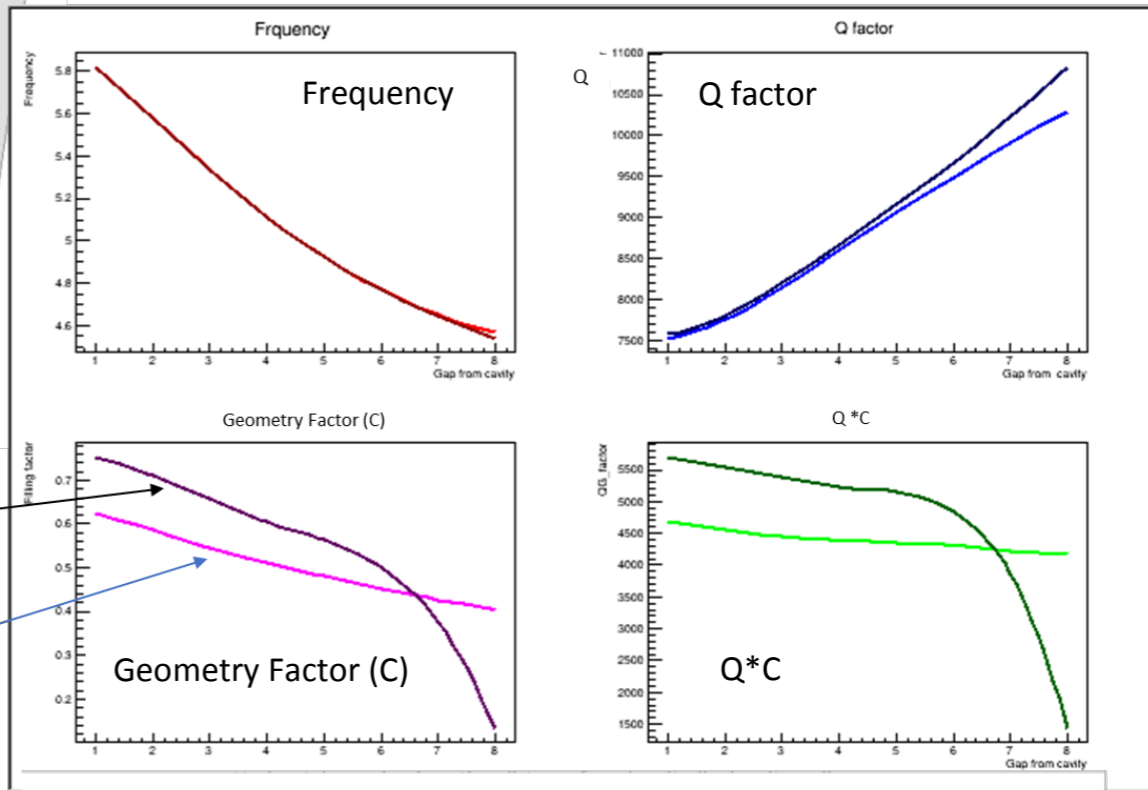 Frquency
Frequency
Frequency
5.8
5.6
5.4
5.2
5
4.8
4.6
1 2 3 4 5 6 7 8
Gap from cavity
Q factor
Q
Q factor
11000
10500
10000
9500
9000
8500
8000
7500
1 2 3 4 5 6 7 8
Gap from cavity
Geometry Factor (C)
Filling factor
0.7
0.6
0.5
0.4
0.3
0.2
Geometry Factor (C)
1 2 3 4 5 6 7 8
Q *C
QG_factor
5500
5000
4500
4000
3500
3000
2500
2000
1500
Q*C
1 2 3 4 5 6 7 8
Gap from cavity